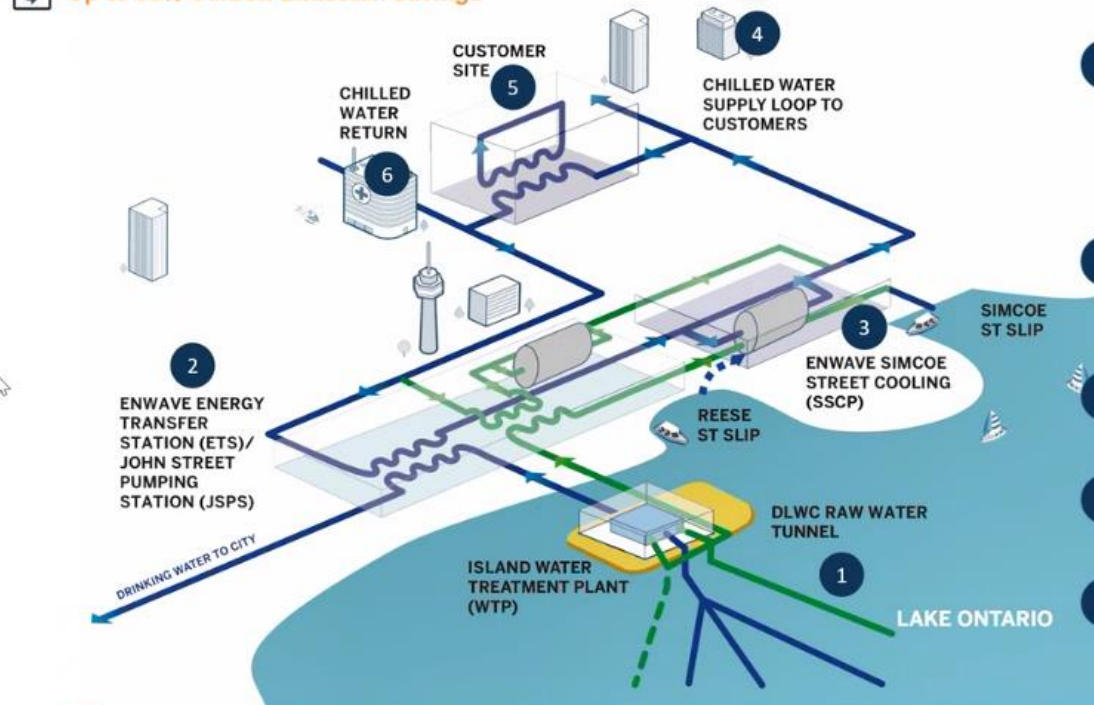 CUSTOMER
SITE
5
4
CHILLED WATER
SUPPLY LOOP TO
CUSTOMERS
CHILLED
WATER
RETURN
6
2
ENWAVE ENERGY
TRANSFER
STATION (ETS)/
JOHN STREET
PUMPING
STATION (JSPS)
3
ENWAVE SIMCOE
STREET COOLING
(SSCP)
SIMCOE
ST SLIP
REESE
ST SLIP
DLWC RAW WATER
TUNNEL
1
ISLAND WATER
TREATMENT PLANT
(WTP)
DRINKING WATER TO CITY
LAKE ONTARIO